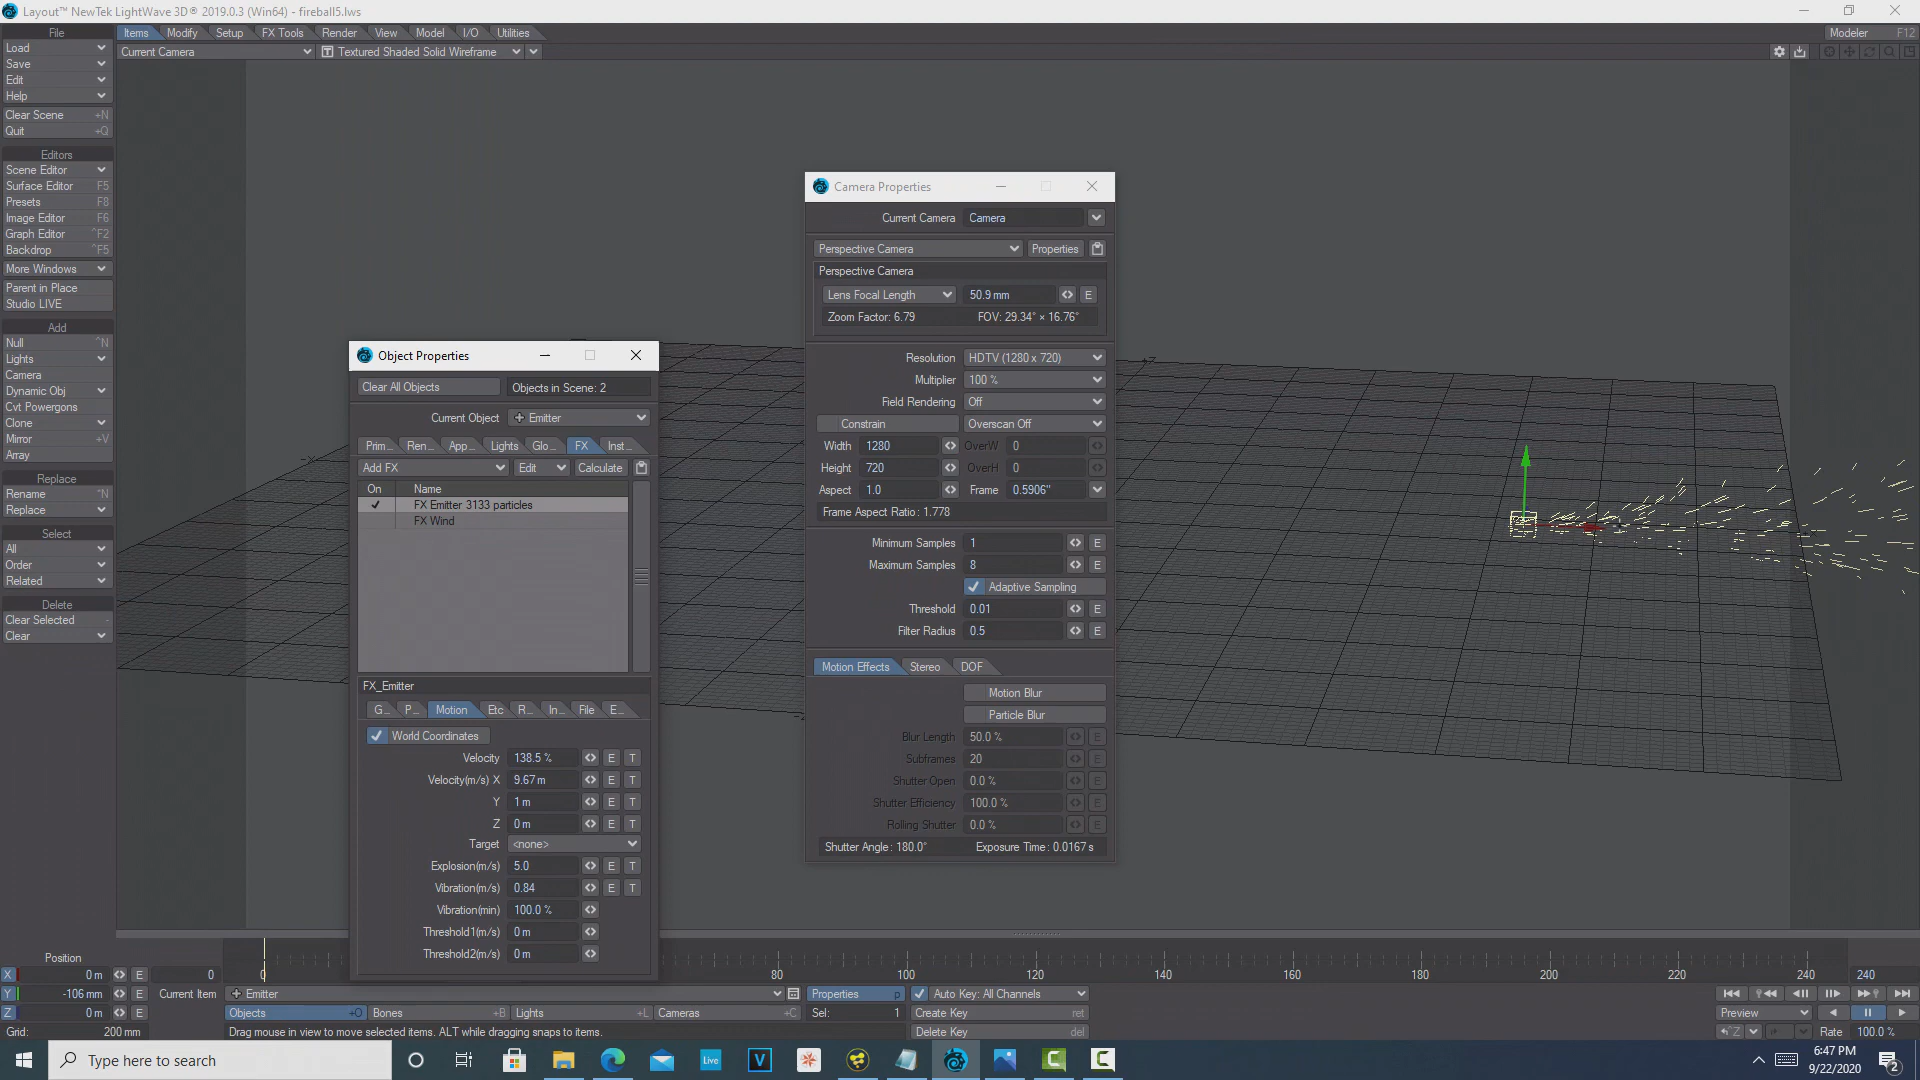 Layout™ NewTek LightWave 3D® 2019.0.3 (Win64) - fireball5.lws
File
Items
Modify
Setup
FX Tools
Render
View
Model
I/O
Utilities
Modeler F12
Load
Current Camera
Textured Shaded Solid Wireframe
Save
Edit
Help
Clear Scene +N
Quit +Q
Editors
Scene Editor
Surface Editor F5
Presets F8
Image Editor F6
Graph Editor ^F2
Backdrop ^F5
More Windows
Parent in Place
Studio LIVE
Add
Null ^N
Lights
Camera
Dynamic Obj
Cvt Powergons
Clone
Mirror +V
Array
Replace
Rename ^N
Replace
Select
All
Order
Related
Delete
Clear Selected -
Clear
Object Properties
Clear All Objects
Objects in Scene: 2
Current Object Emitter
Prim...
Ren...
App...
Lights
Glo...
FX
Inst...
Add FX
Edit
Calculate
On Name
FX Emitter 3133 particles
FX Wind
FX_Emitter
G...
P...
Motion
Etc
R...
In...
File
E...
World Coordinates
Velocity 138.5 % E T
Velocity(m/s) X 9.67 m E T
Y 1 m E T
Z 0 m E T
Target <none>
Explosion(m/s) 5.0 E T
Vibration(m/s) 0.84 E T
Vibration(min) 100.0 %
Threshold1(m/s) 0 m
Threshold2(m/s) 0 m
Camera Properties
Current Camera Camera
Perspective Camera Properties
Perspective Camera
Lens Focal Length 50.9 mm E
Zoom Factor: 6.79 FOV: 29.34° × 16.76°
Resolution HDTV (1280 x 720)
Multiplier 100 %
Field Rendering Off
Constrain Overscan Off
Width 1280 OverW 0
Height 720 OverH 0
Aspect 1.0 Frame 0.5906"
Frame Aspect Ratio : 1.778
Minimum Samples 1 E
Maximum Samples 8 E
Adaptive Sampling
Threshold 0.01 E
Filter Radius 0.5 E
Motion Effects
Stereo
DOF
Motion Blur
Particle Blur
Blur Length 50.0 % E
Subframes 20
Shutter Open 0.0 % E
Shutter Efficiency 100.0 % E
Rolling Shutter 0.0 % E
Shutter Angle : 180.0° Exposure Time : 0.0167 s
Position
X 0 m E
Y -106 mm E
Z 0 m E
Grid: 200 mm
0
0
80
100
120
140
160
180
200
220
240
240
Current Item Emitter
Properties p
Auto Key: All Channels
Objects +O
Bones +B
Lights +L
Cameras +C
Sel: 1
Create Key ret
Preview
Drag mouse in view to move selected items. ALT while dragging snaps to items.
Delete Key del
^Z
Rate 100.0 %
Type here to search
Live
V
C
C
6:47 PM
9/22/2020
2